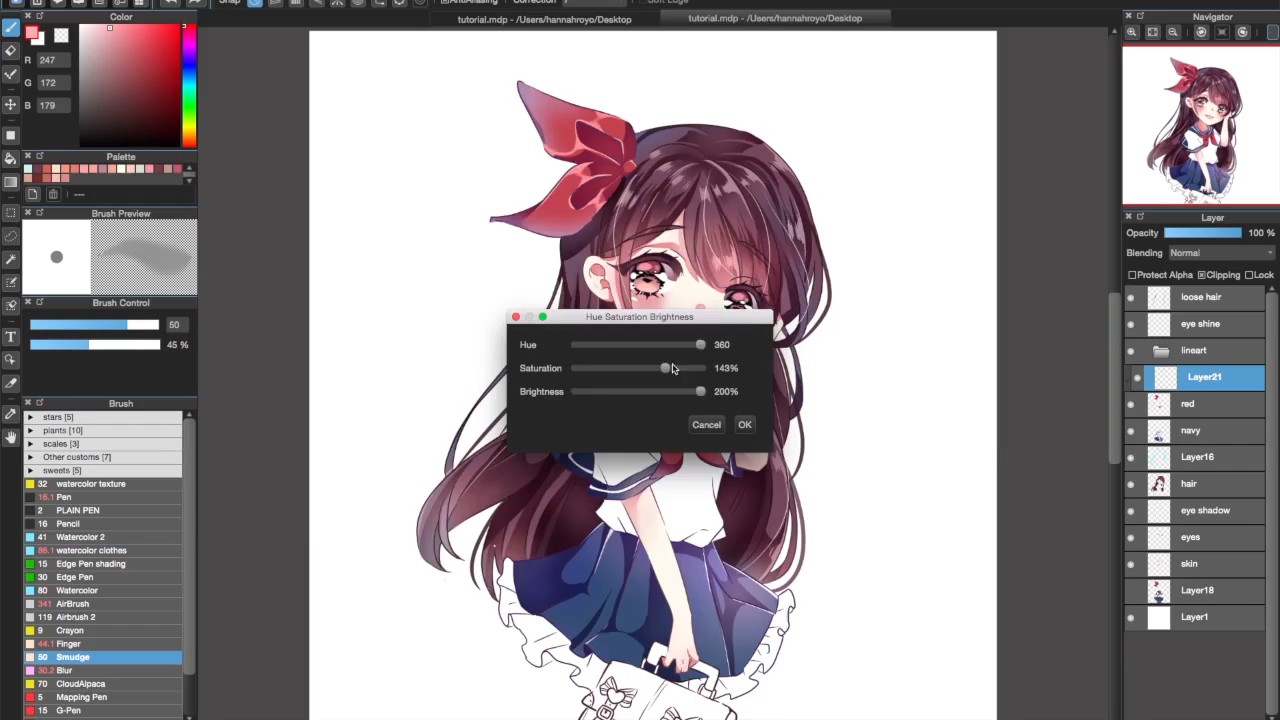 Snap
AntiAliasing
Correction
Soft Edge
tutorial.mdp - /Users/hannahroyo/Desktop
tutorial.mdp - /Users/hannahroyo/Desktop
Color
R 247
G 172
B 179
Palette
---
Brush Preview
Brush Control
50
45 %
Brush
stars [5]
plants [10]
scales [3]
Other customs [7]
sweets [5]
32 watercolor texture
16.1 Pen
2 PLAIN PEN
16 Pencil
41 Watercolor 2
86.1 watercolor clothes
15 Edge Pen shading
30 Edge Pen
80 Watercolor
341 AirBrush
119 Airbrush 2
9 Crayon
44.1 Finger
50 Smudge
30.2 Blur
70 CloudAlpaca
5 Mapping Pen
15 G-Pen
Hue Saturation Brightness
Hue 360
Saturation 143%
Brightness 200%
Cancel OK
Navigator
Layer
Opacity 100 %
Blending Normal
Protect Alpha Clipping Lock
loose hair
eye shine
lineart
Layer21
red
navy
Layer16
hair
eye shadow
eyes
skin
Layer18
Layer1